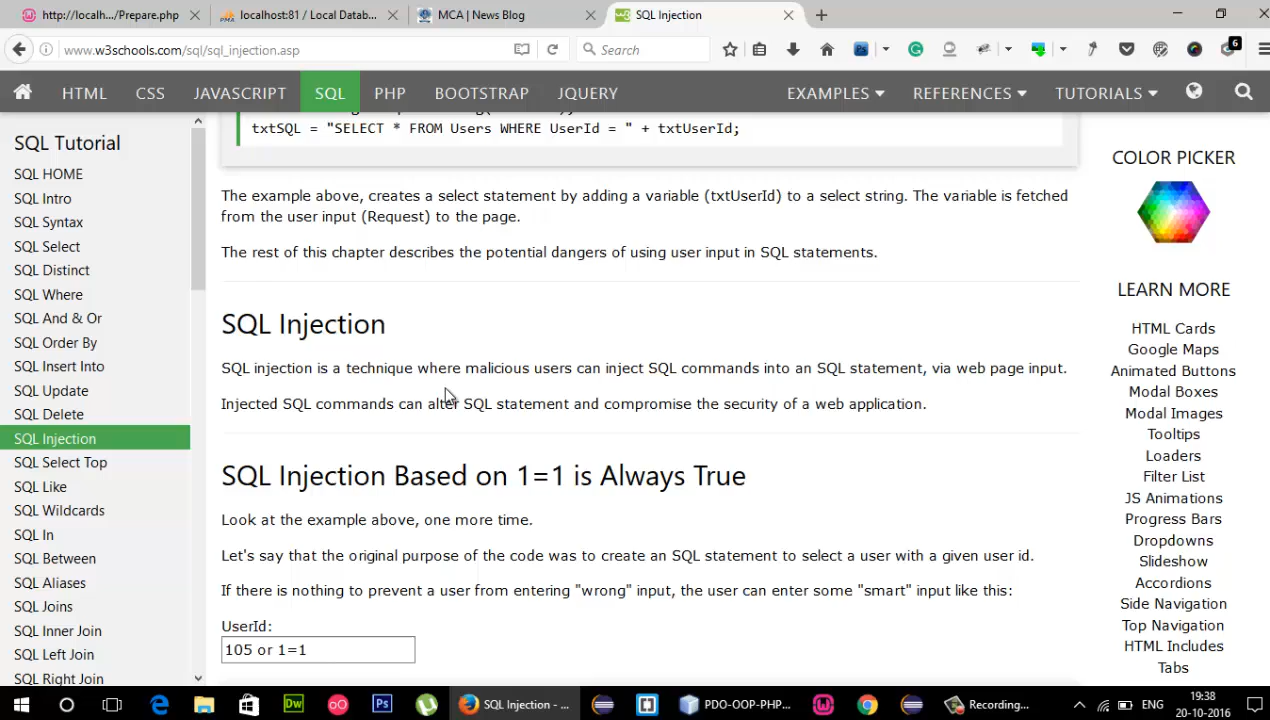 http://localh.../Prepare.php
localhost:81 / Local Datab...
MCA | News Blog
SQL Injection
www.w3schools.com/sql/sql_injection.asp
Search
6
HTML
CSS
JAVASCRIPT
SQL
PHP
BOOTSTRAP
JQUERY
EXAMPLES
REFERENCES
TUTORIALS
SQL Tutorial
SQL HOME
SQL Intro
SQL Syntax
SQL Select
SQL Distinct
SQL Where
SQL And & Or
SQL Order By
SQL Insert Into
SQL Update
SQL Delete
SQL Injection
SQL Select Top
SQL Like
SQL Wildcards
SQL In
SQL Between
SQL Aliases
SQL Joins
SQL Inner Join
SQL Left Join
SQL Right Join
txtSQL = "SELECT * FROM Users WHERE UserId = " + txtUserId;
The example above, creates a select statement by adding a variable (txtUserId) to a select string. The variable is fetched
from the user input (Request) to the page.
The rest of this chapter describes the potential dangers of using user input in SQL statements.
SQL Injection
SQL injection is a technique where malicious users can inject SQL commands into an SQL statement, via web page input.
Injected SQL commands can alter SQL statement and compromise the security of a web application.
SQL Injection Based on 1=1 is Always True
Look at the example above, one more time.
Let's say that the original purpose of the code was to create an SQL statement to select a user with a given user id.
If there is nothing to prevent a user from entering "wrong" input, the user can enter some "smart" input like this:
UserId:
105 or 1=1
COLOR PICKER
LEARN MORE
HTML Cards
Google Maps
Animated Buttons
Modal Boxes
Modal Images
Tooltips
Loaders
Filter List
JS Animations
Progress Bars
Dropdowns
Slideshow
Accordions
Side Navigation
Top Navigation
HTML Includes
Tabs
Dw
Ps
SQL Injection - ...
PDO-OOP-PHP...
Recording...
ENG
19:38
20-10-2016